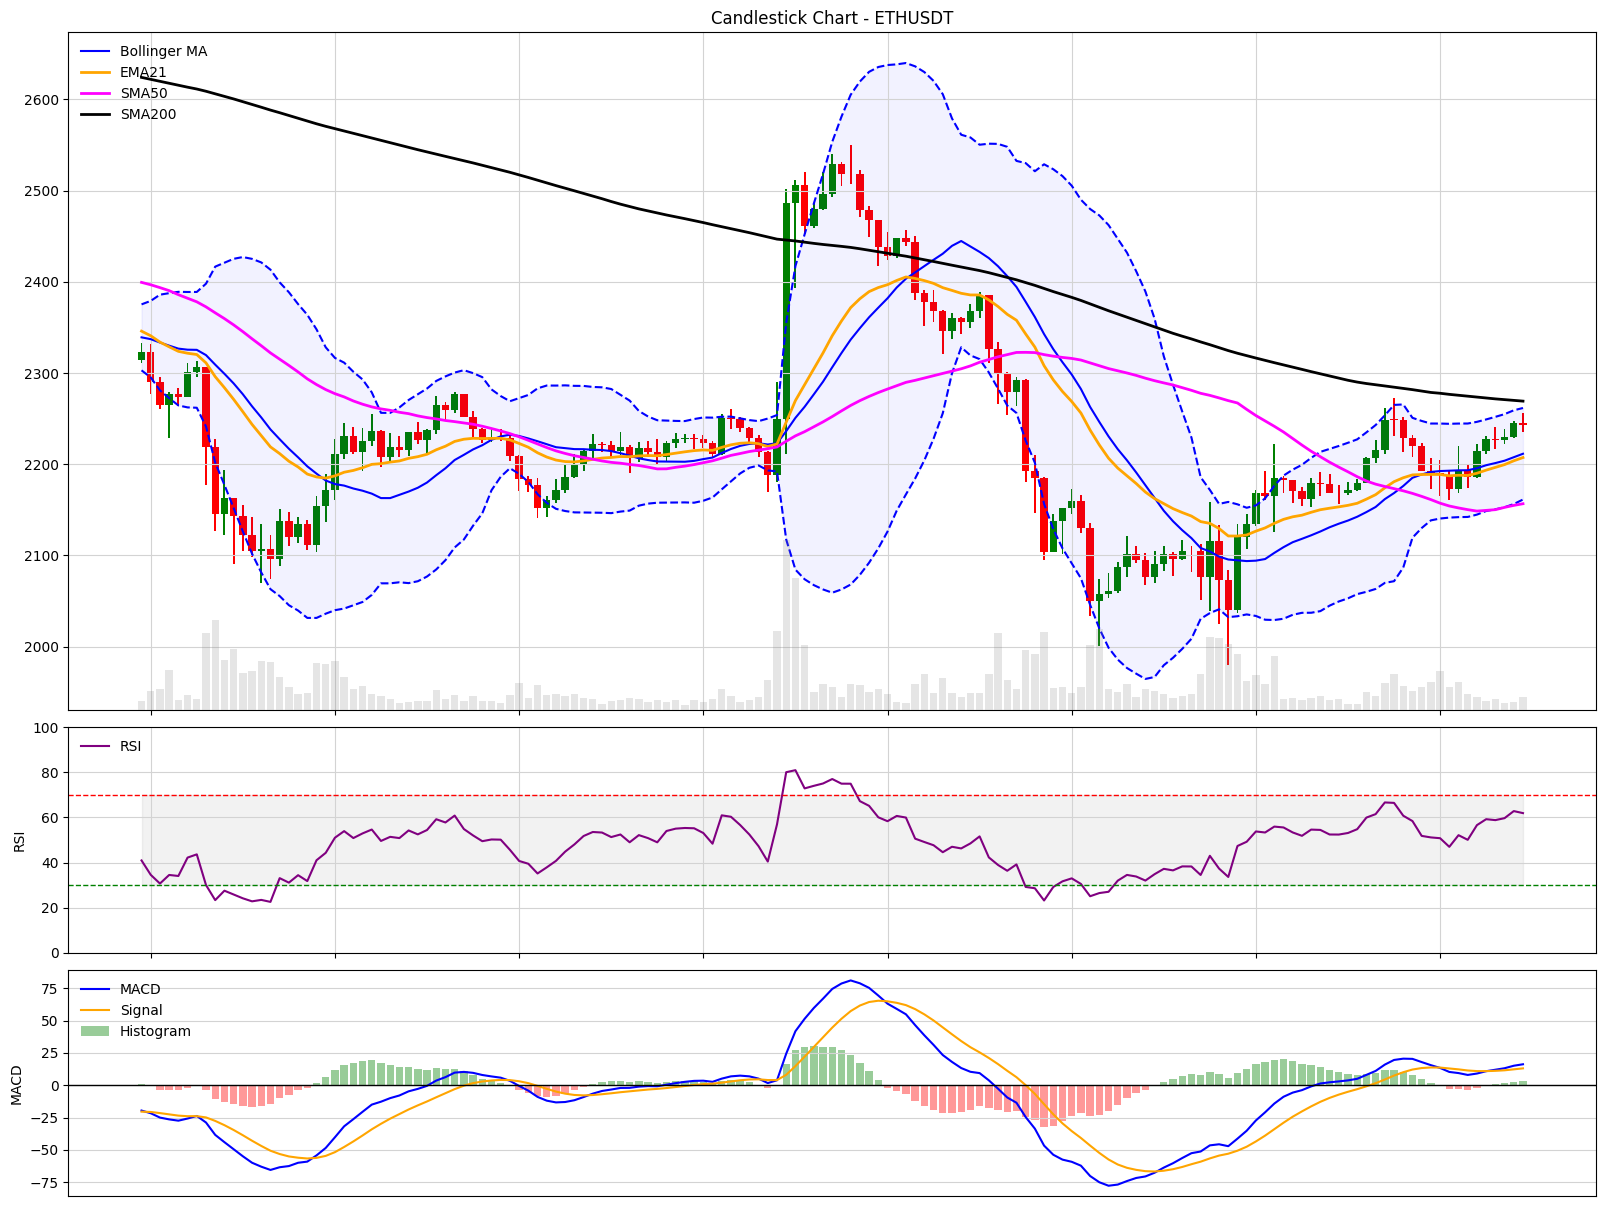 Candlestick Chart - ETHUSDT
Bollinger MA
EMA21
SMA50
SMA200
2600
2500
2400
2300
2200
2100
2000
RSI
100
80
60
40
20
0
RSI
MACD
Signal
Histogram
75
50
25
0
−25
−50
−75
MACD